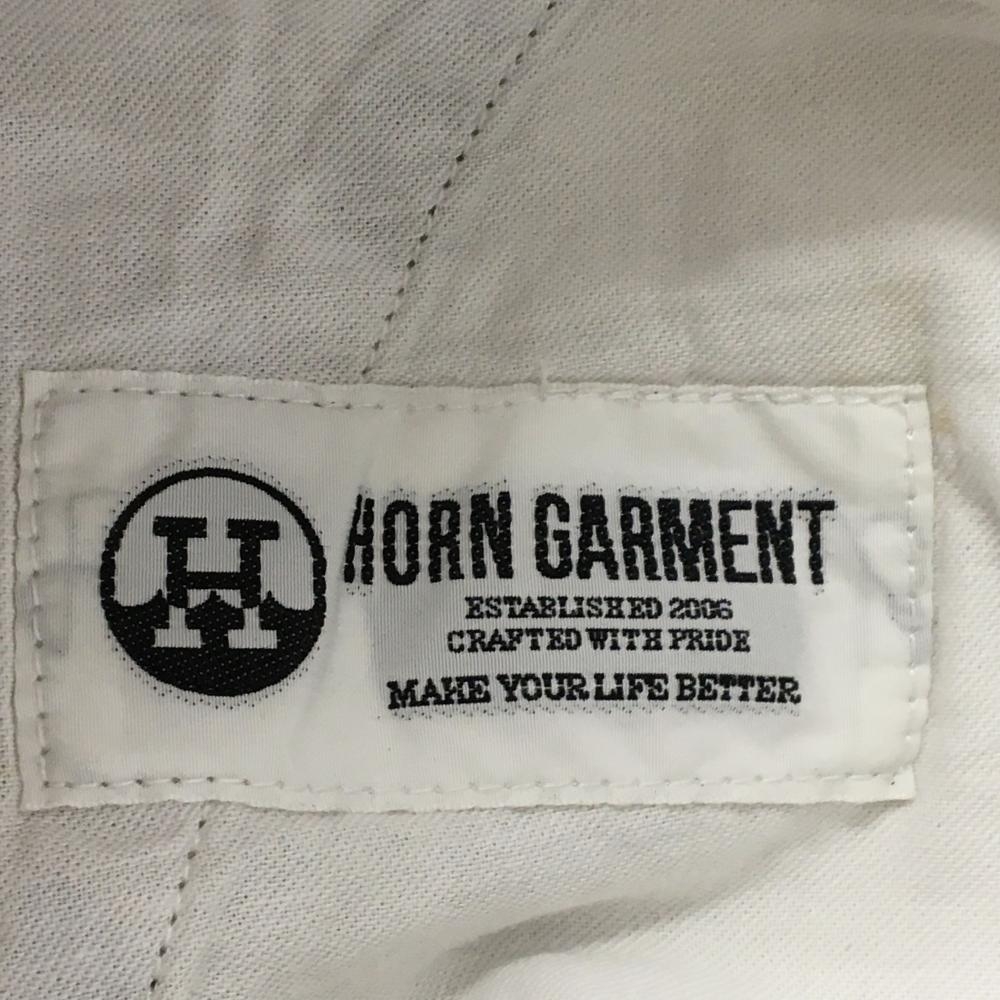 H
HORN GARMENT
ESTABLISHED 2006
CRAFTED WITH PRIDE
MAKE YOUR LIFE BETTER